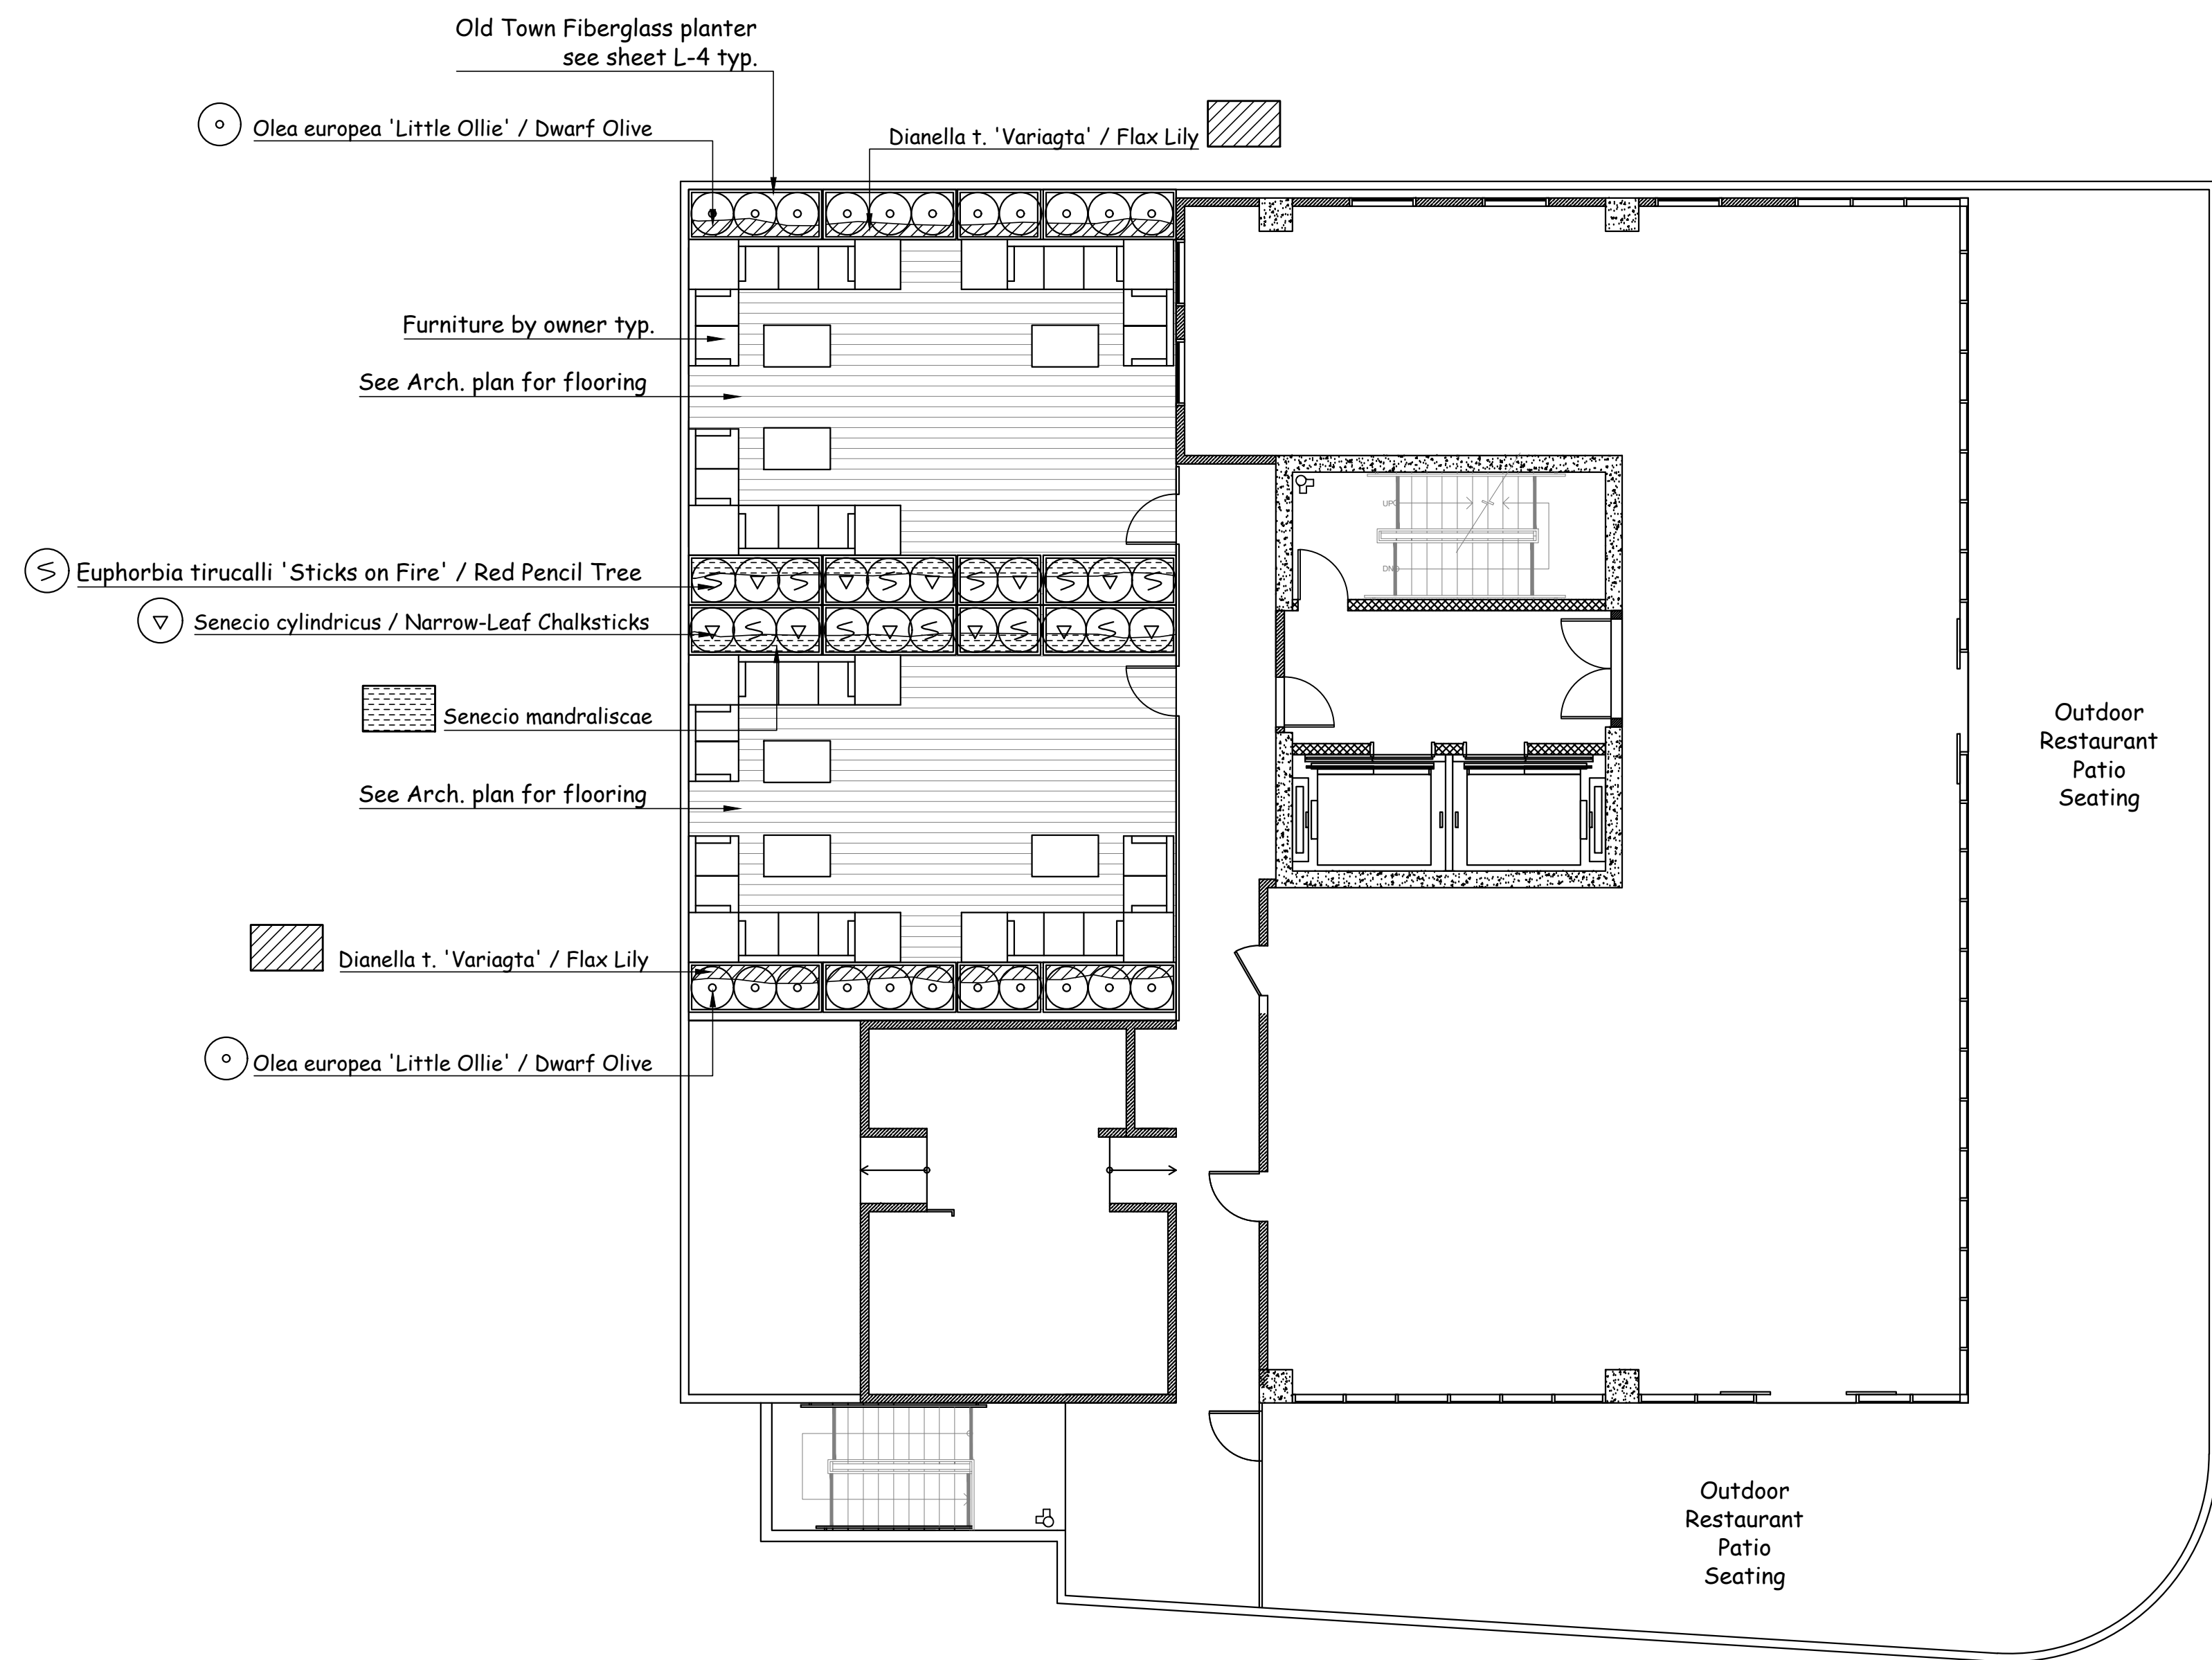 Old Town Fiberglass planter
see sheet L-4 typ.
Olea europea 'Little Ollie' / Dwarf Olive
Dianella t. 'Variagta' / Flax Lily
Furniture by owner typ.
See Arch. plan for flooring
UP
DN
Euphorbia tirucalli 'Sticks on Fire' / Red Pencil Tree
Senecio cylindricus / Narrow-Leaf Chalksticks
Senecio mandraliscae
See Arch. plan for flooring
Outdoor
Restaurant
Patio
Seating
Dianella t. 'Variagta' / Flax Lily
Olea europea 'Little Ollie' / Dwarf Olive
Outdoor
Restaurant
Patio
Seating